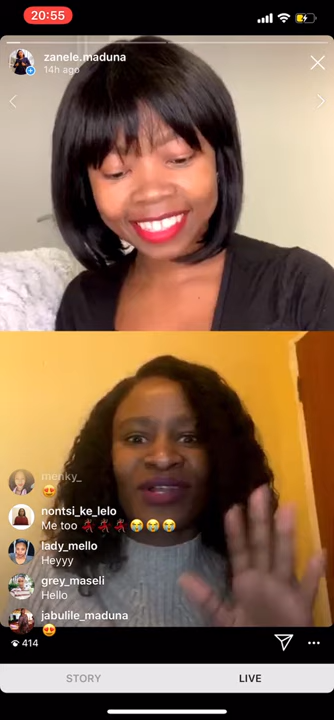 20:55
zanele.maduna
14h ago
menky_
😍
nontsi_ke_lelo
Me too 💃💃💃😭😭😭
lady_mello
Heyyy
grey_maseli
Hello
jabulile_maduna
😍
414
STORY
LIVE